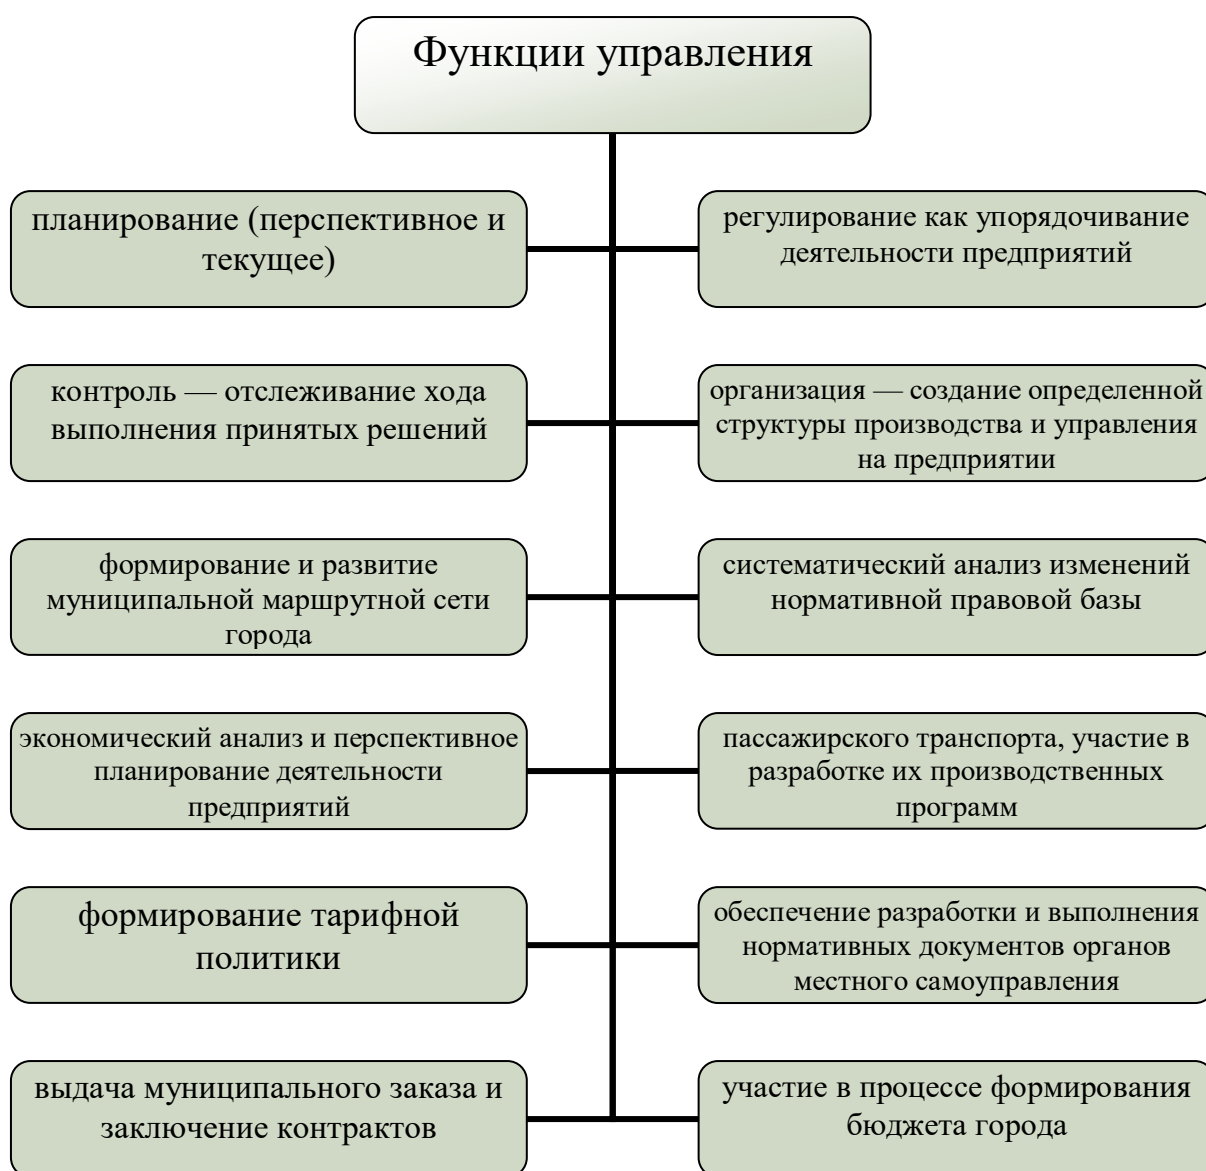 Функции управления
планирование (перспективное и
текущее)
регулирование как упорядочивание
деятельности предприятий
контроль — отслеживание хода
выполнения принятых решений
организация — создание определенной
структуры производства и управления
на предприятии
формирование и развитие
муниципальной маршрутной сети
города
систематический анализ изменений
нормативной правовой базы
экономический анализ и перспективное
планирование деятельности
предприятий
пассажирского транспорта, участие в
разработке их производственных
программ
формирование тарифной
политики
обеспечение разработки и выполнения
нормативных документов органов
местного самоуправления
выдача муниципального заказа и
заключение контрактов
участие в процессе формирования
бюджета города